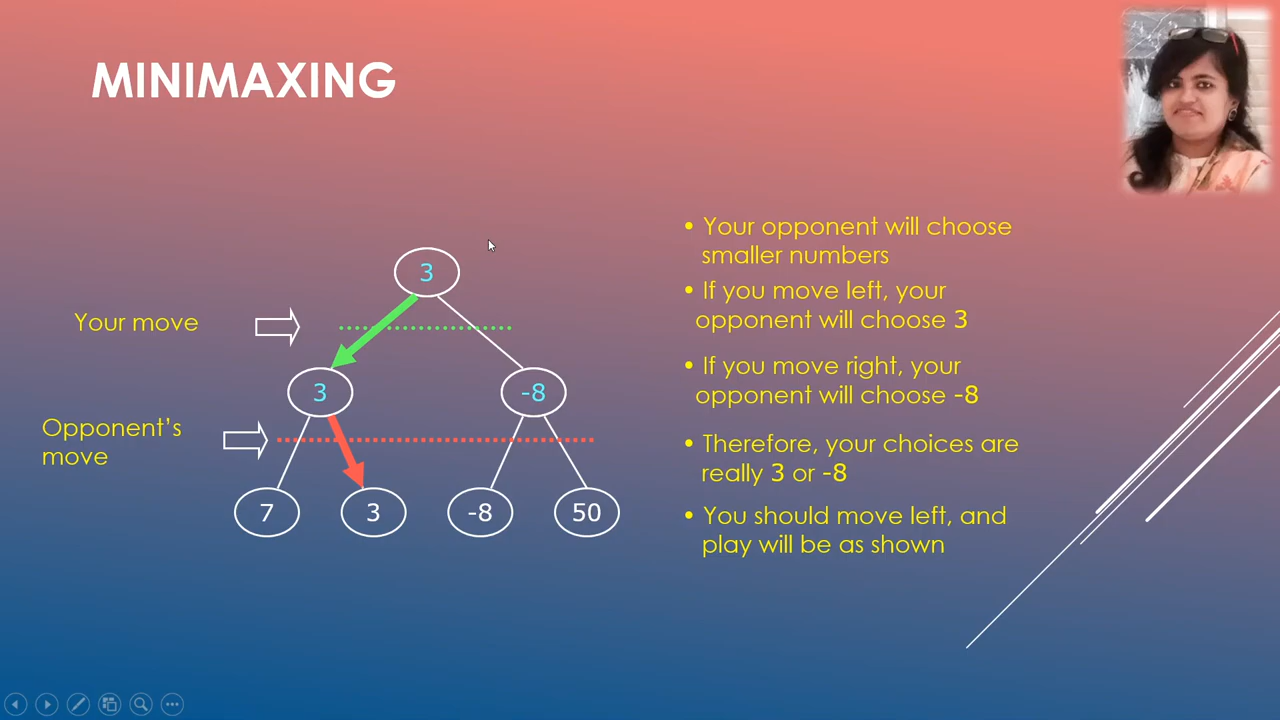 MINIMAXING
3
Your move
3
-8
Opponent's
move
7
3
-8
50
• Your opponent will choose
smaller numbers
• If you move left, your
opponent will choose 3
• If you move right, your
opponent will choose -8
• Therefore, your choices are
really 3 or -8
• You should move left, and
play will be as shown